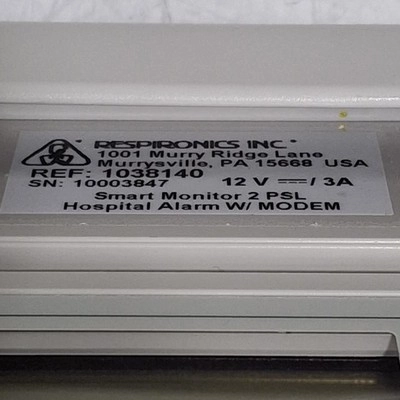 RESPIRONICS INC.
1001 Murry Ridge Lane
Murrysville, PA 15668 USA
REF: 1038140
SN: 10003847 12 V ⎓ / 3A
Smart Monitor 2 PSL
Hospital Alarm W/ MODEM